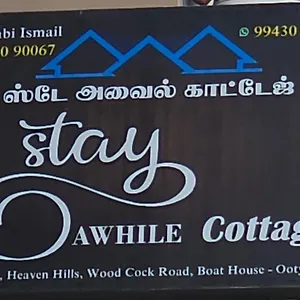 bi Ismail
0 90067
99430
ஸ்டே அவைல் காட்டேஜ்
stay
AWHILE Cottag
, Heaven Hills, Wood Cock Road, Boat House - Ooty